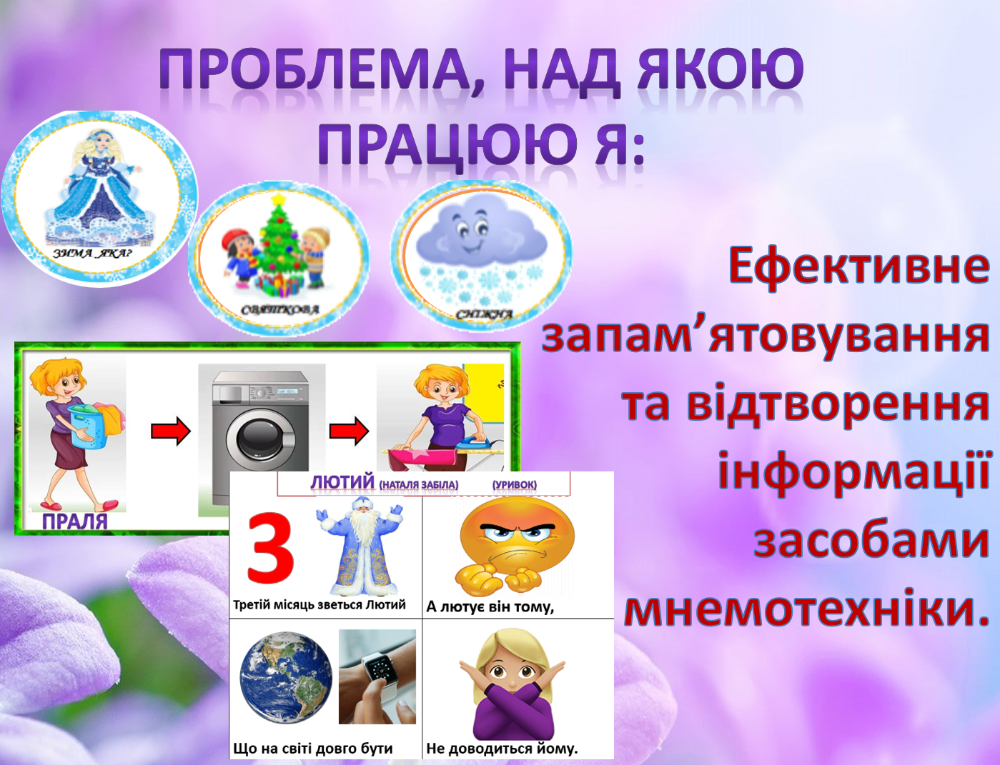 ПРОБЛЕМА, НАД ЯКОЮ
ПРАЦЮЮ Я:
ЗИМА ЯКА?
СВЯТКОВА
СНІЖНА
Ефективне
запам’ятовування
та відтворення
інформації
засобами
мнемотехніки.
ПРАЛЯ
ЛЮТИЙ (НАТАЛЯ ЗАБІЛА) (УРИВОК)
3
Третій місяць зветься Лютий
А лютує він тому,
Що на світі довго бути
Не доводиться йому.